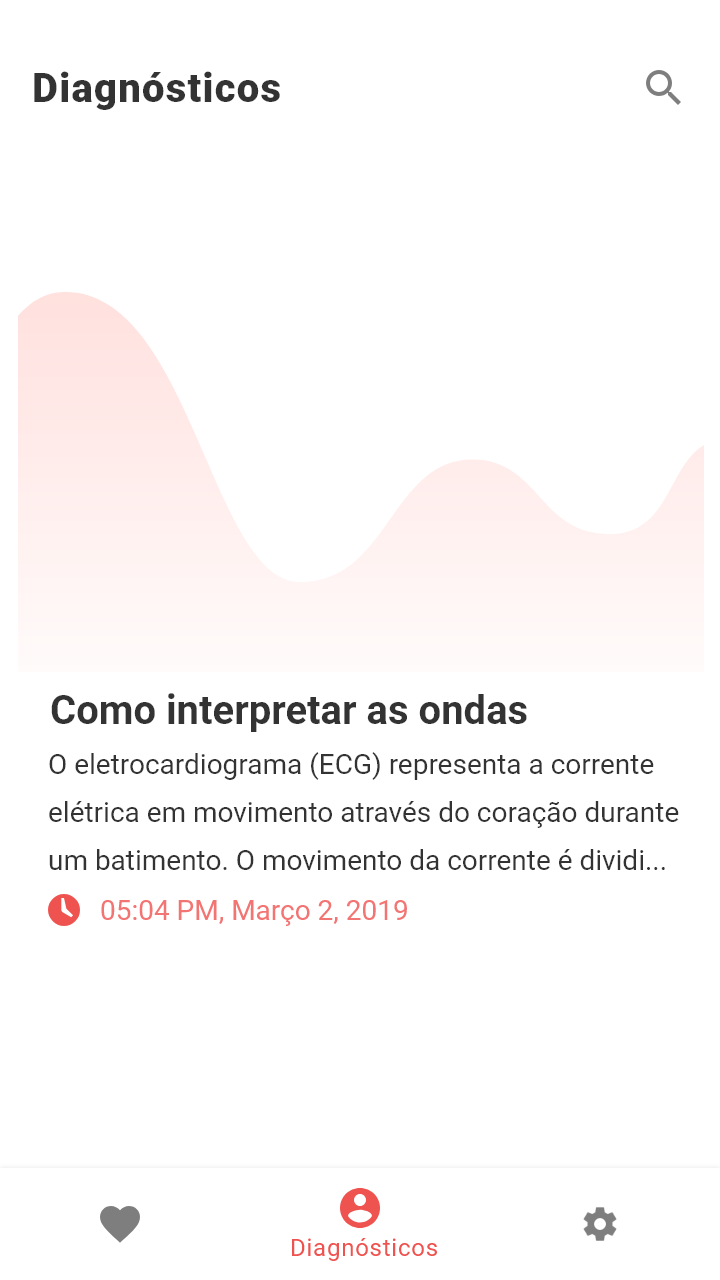 Diagnósticos
Como interpretar as ondas
O eletrocardiograma (ECG) representa a corrente
elétrica em movimento através do coração durante
um batimento. O movimento da corrente é dividi...
05:04 PM, Março 2, 2019
Diagnósticos